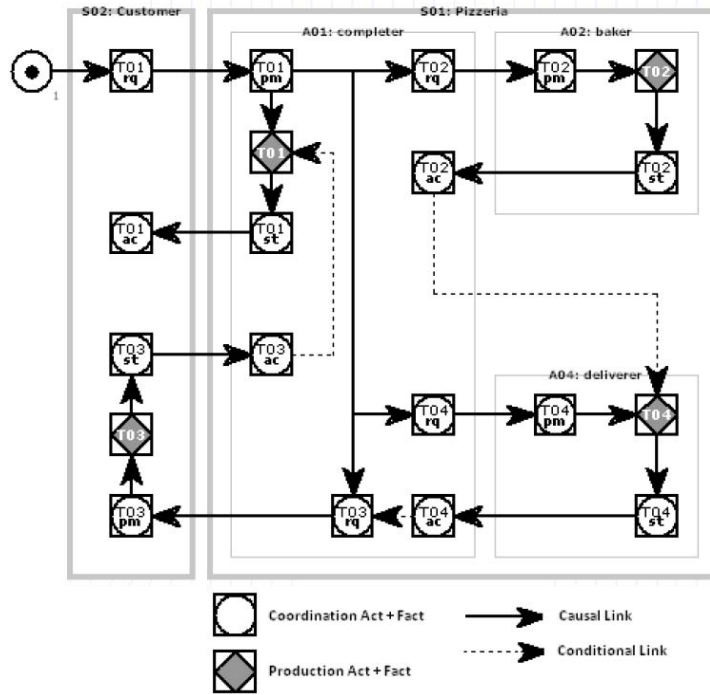 S02: Customer
S01: Pizzeria
A01: completer
A02: baker
1
T01
rq
T01
pm
T02
rq
T02
pm
T02
T01
T02
ac
T02
st
T01
ac
T01
st
T03
st
T03
ac
A04: deliverer
T03
T04
rq
T04
pm
T04
T03
pm
T03
rq
T04
ac
T04
st
Coordination Act + Fact
Causal Link
Conditional Link
Production Act + Fact